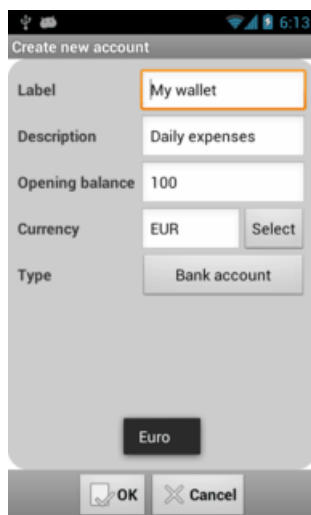 6:13
Create new account
Label My wallet
Description Daily expenses
Opening balance 100
Currency EUR Select
Type Bank account
Euro
OK Cancel